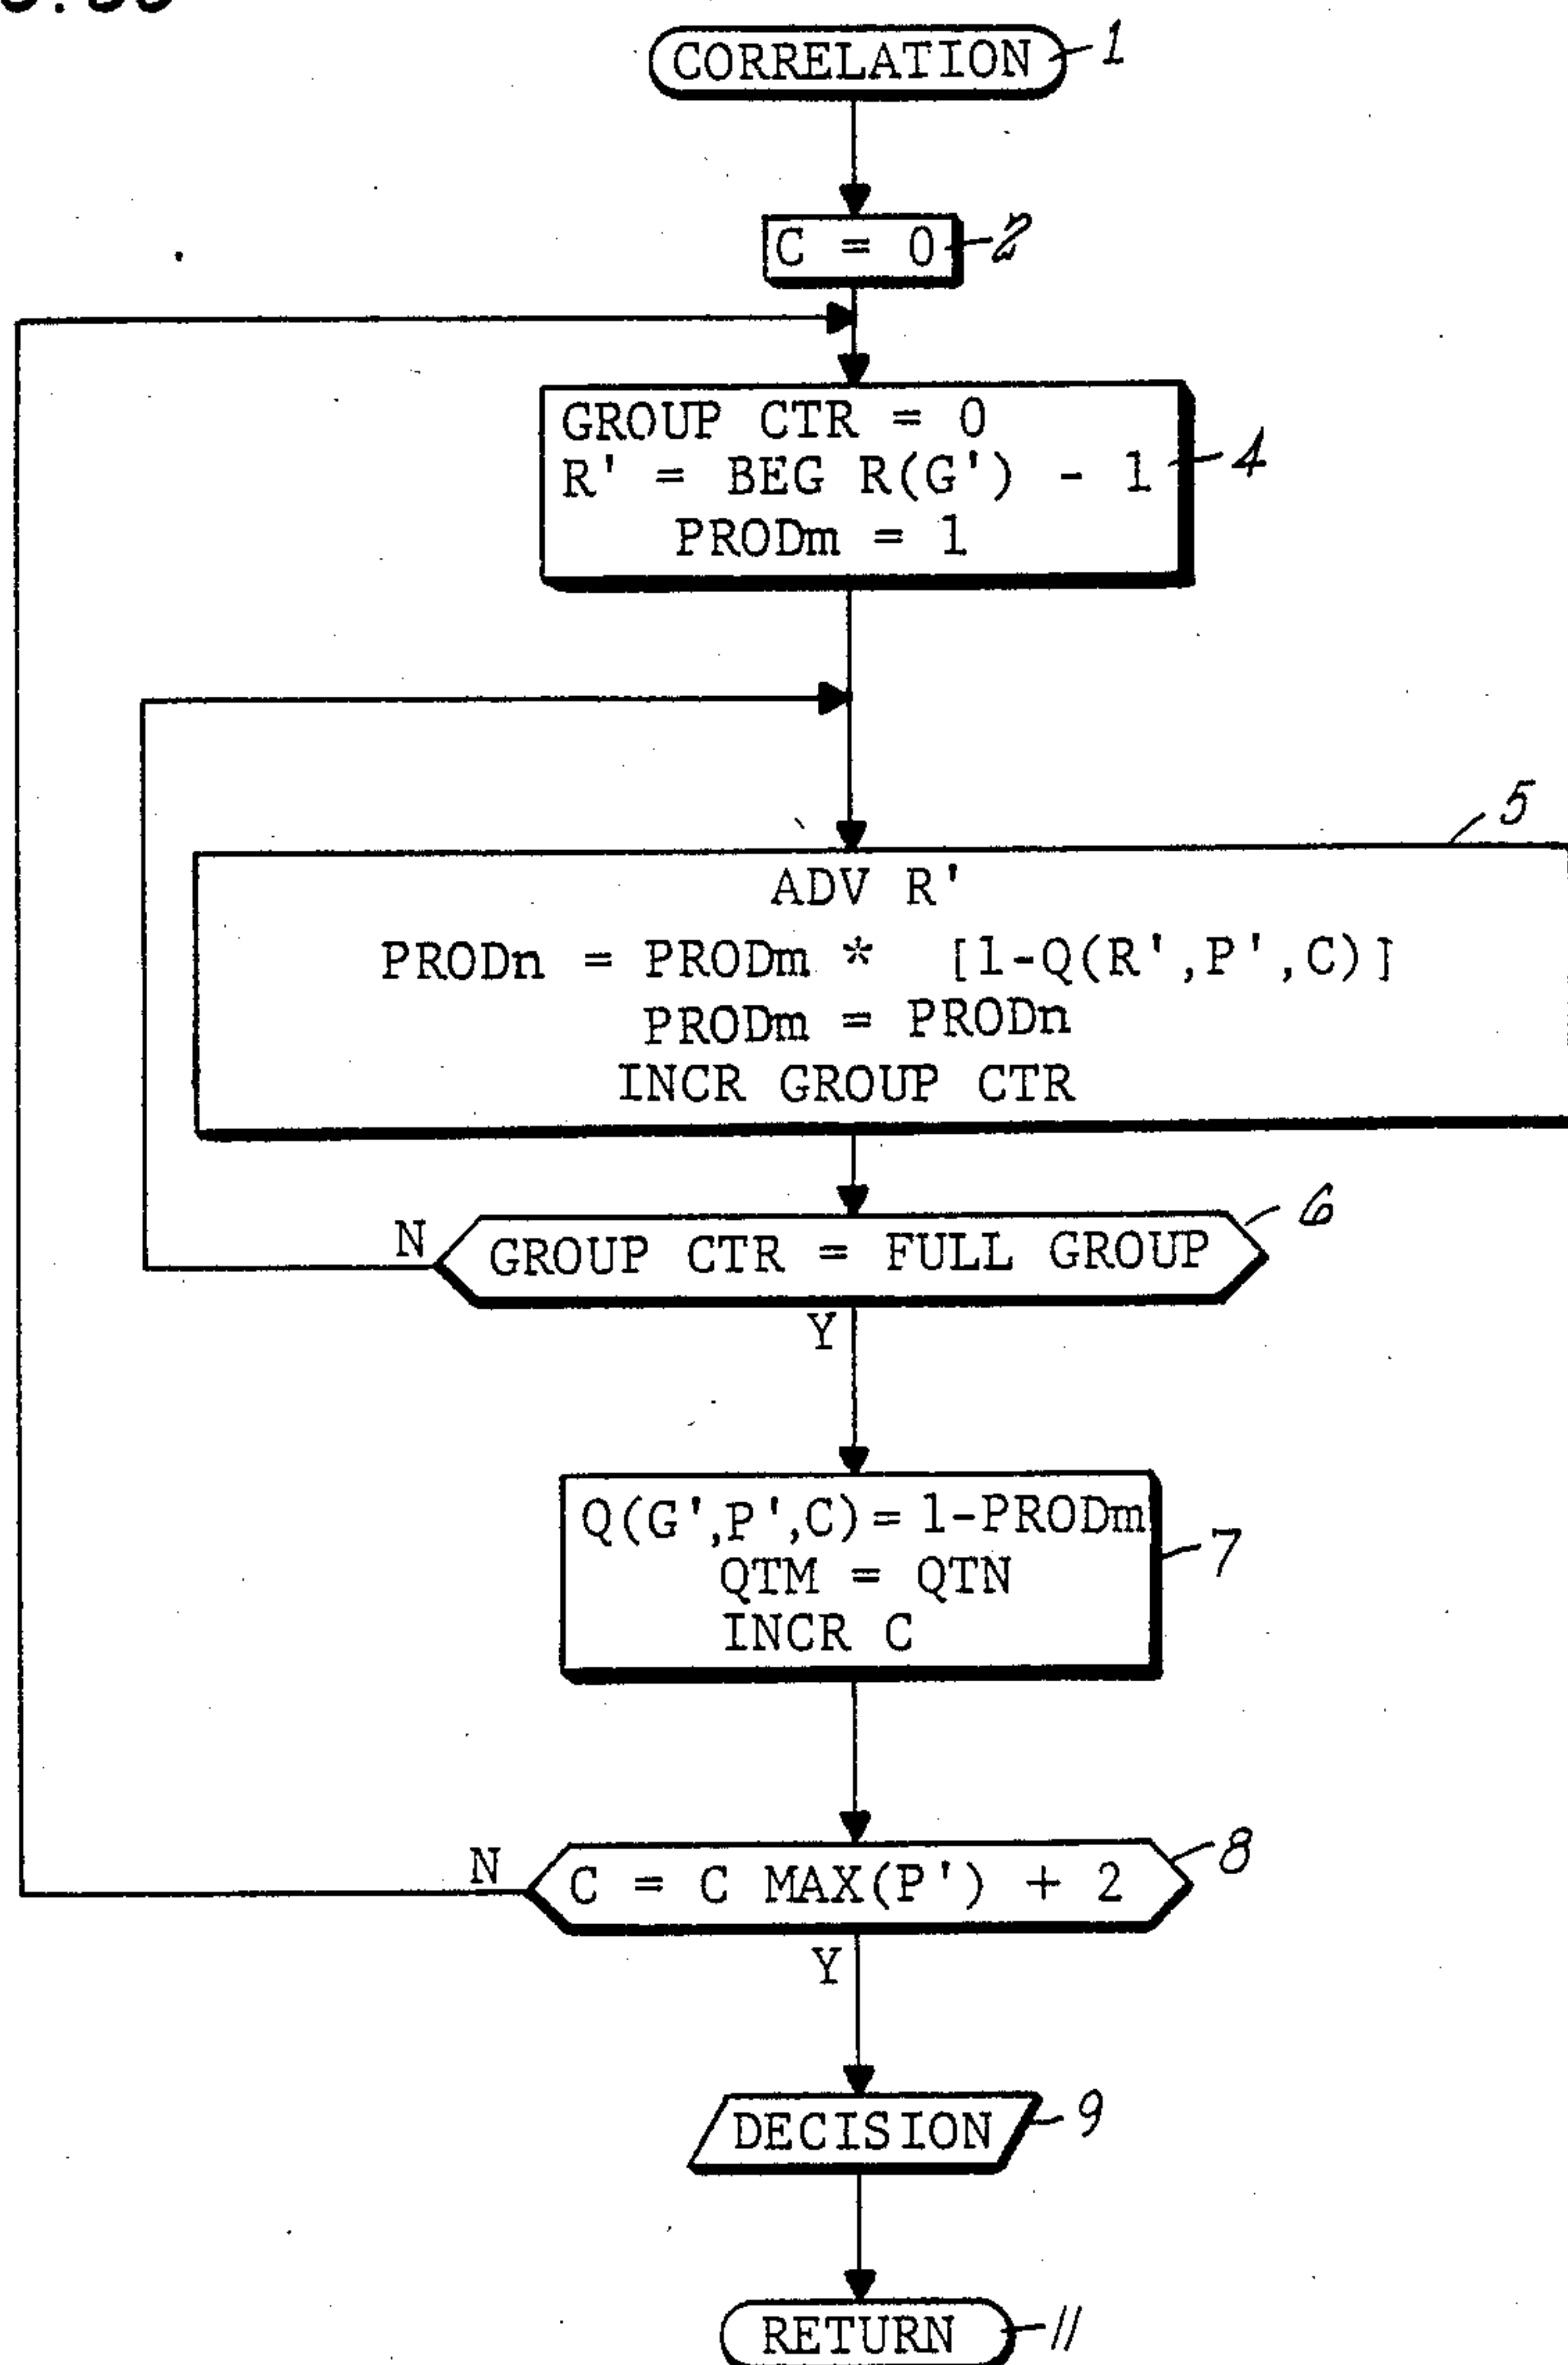 CORRELATION 1
C = 0 2
GROUP CTR = 0
R' = BEG R(G') - 1 4
PRODm = 1
5
ADV R'
PRODn = PRODm * [1-Q(R',P',C)]
PRODm = PRODn
INCR GROUP CTR
6
N GROUP CTR = FULL GROUP
Y
Q(G',P',C) = 1-PRODm
7
QTM = QTN
INCR C
8
N C = C MAX(P') + 2
Y
DECISION 9
RETURN 11